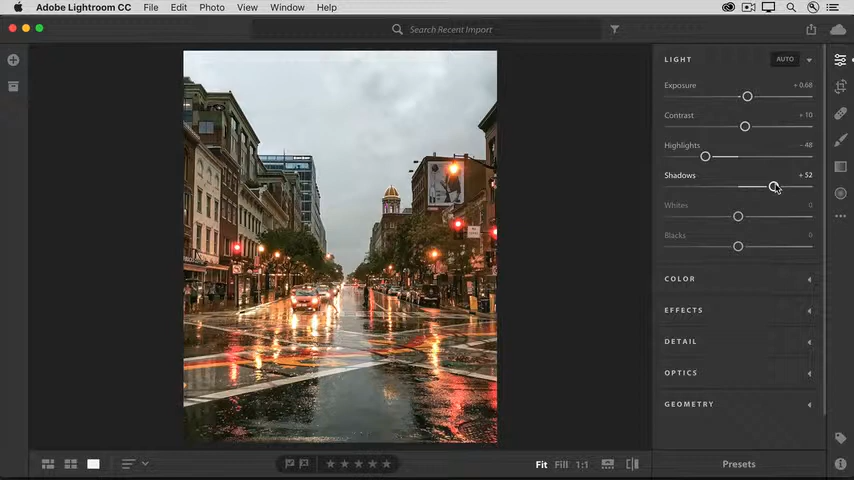 Adobe Lightroom CC File Edit Photo View Window Help
Search Recent Import
LIGHT AUTO
Exposure + 0.68
Contrast + 10
Highlights - 48
Shadows + 52
Whites 0
Blacks 0
COLOR
EFFECTS
DETAIL
OPTICS
GEOMETRY
Fit Fill 1:1
Presets